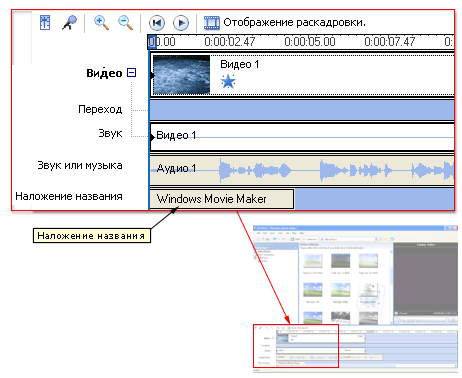 Отображение раскадровки.
0.00 0:00:02.47 0:00:05.00 0:00:07.47
Видео
Видео 1
Переход
Звук
Видео 1
Звук или музыка
Аудио 1
Наложение названия
Windows Movie Maker
Наложение названия